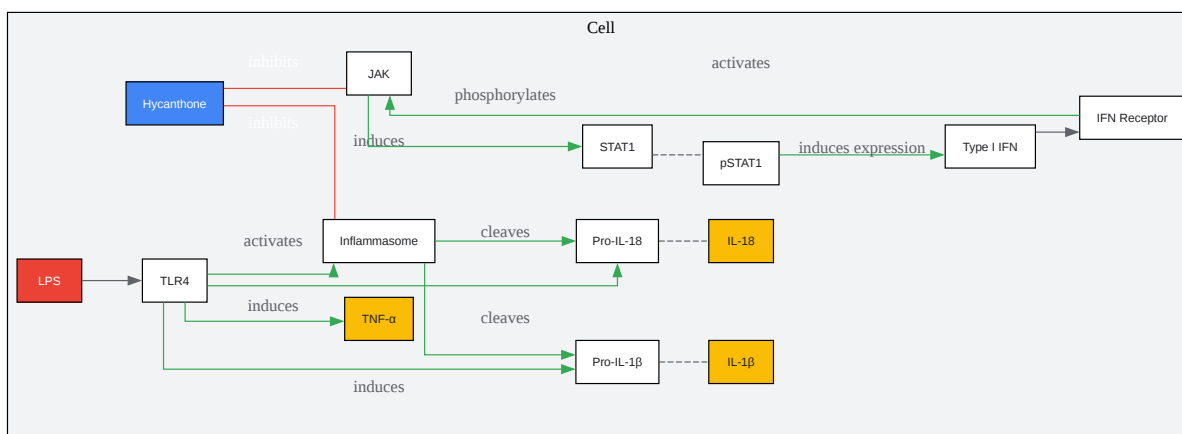 Cell
inhibits
JAK
activates
Hycanthone
phosphorylates
IFN Receptor
inhibits
induces
STAT1
pSTAT1
induces expression
Type I IFN
Inflammasome
cleaves
Pro-IL-18
IL-18
activates
LPS
TLR4
induces
TNF-α
cleaves
Pro-IL-1β
IL-1β
induces